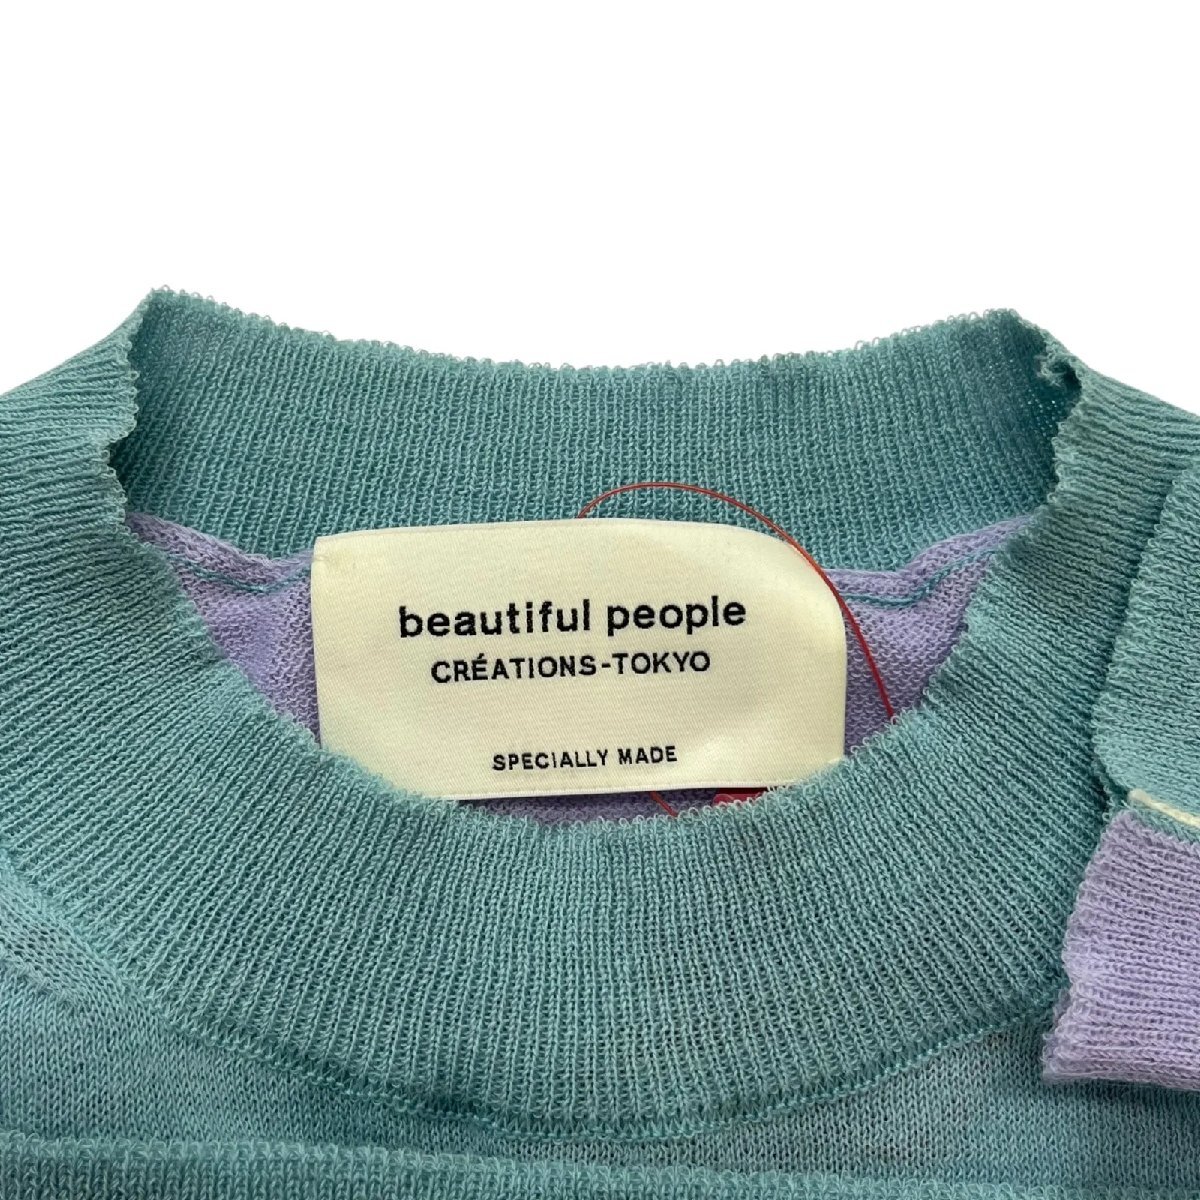 beautiful people
CRÉATIONS-TOKYO
SPECIALLY MADE